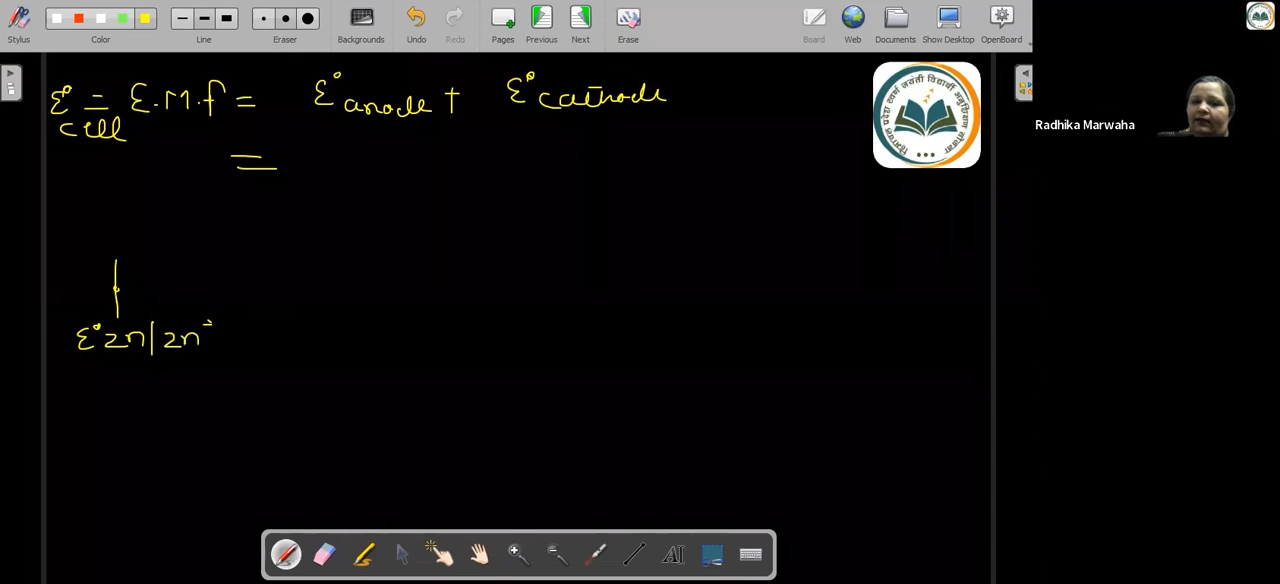 Stylus Color Line Eraser Backgrounds Undo Redo Pages Previous Next Erase Board Web Documents Show Desktop OpenBoard
E° = E.M.f = E° anode + E° cathode
cell
Radhika Marwaha
=
E° Zn | Zn
AI